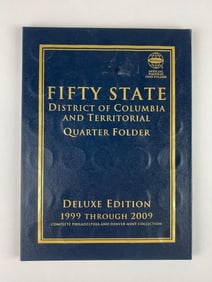 FIFTY STATE
DISTRICT OF COLUMBIA
AND TERRITORIAL
QUARTER FOLDER
DELUXE EDITION
1999 THROUGH 2009
COMPLETE PHILADELPHIA AND DENVER MINT COLLECTION